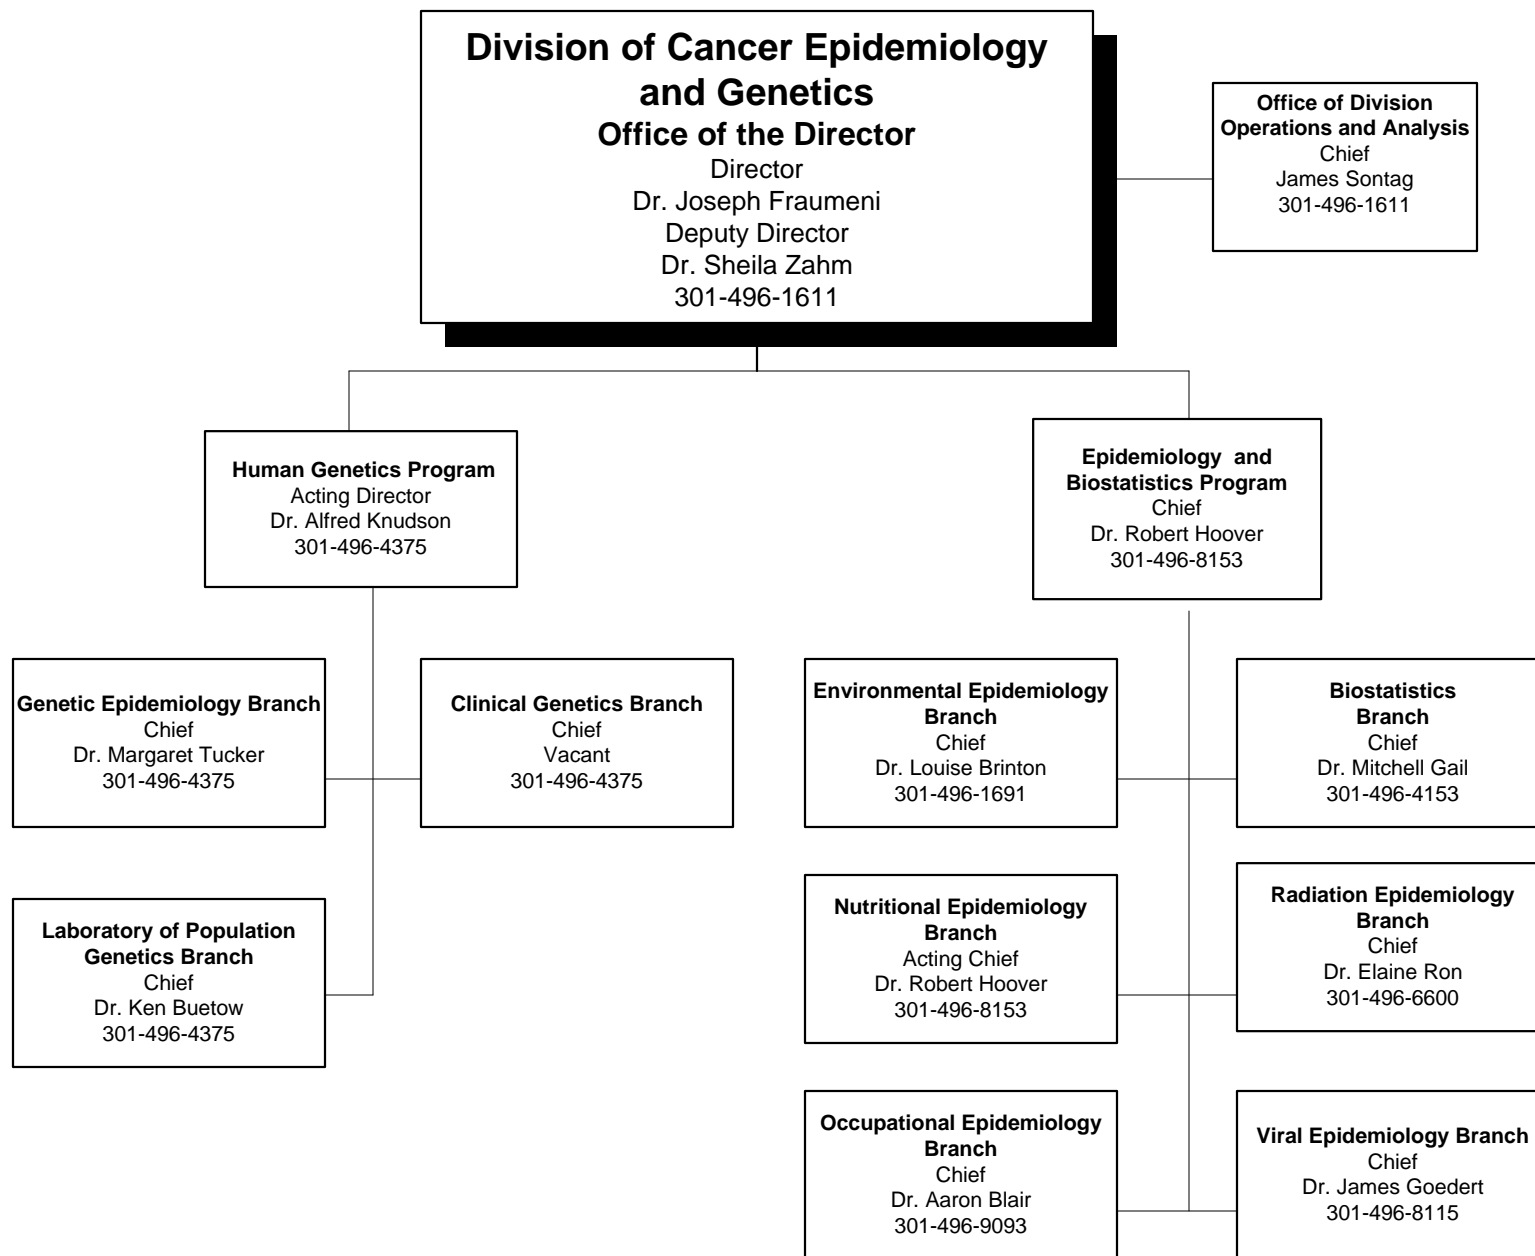 Division of Cancer Epidemiology
and Genetics
Office of the Director
Director
Dr. Joseph Fraumeni
Deputy Director
Dr. Sheila Zahm
301-496-1611
Office of Division
Operations and Analysis
Chief
James Sontag
301-496-1611
Human Genetics Program
Acting Director
Dr. Alfred Knudson
301-496-4375
Epidemiology and
Biostatistics Program
Chief
Dr. Robert Hoover
301-496-8153
Genetic Epidemiology Branch
Chief
Dr. Margaret Tucker
301-496-4375
Clinical Genetics Branch
Chief
Vacant
301-496-4375
Environmental Epidemiology
Branch
Chief
Dr. Louise Brinton
301-496-1691
Biostatistics
Branch
Chief
Dr. Mitchell Gail
301-496-4153
Laboratory of Population
Genetics Branch
Chief
Dr. Ken Buetow
301-496-4375
Nutritional Epidemiology
Branch
Acting Chief
Dr. Robert Hoover
301-496-8153
Radiation Epidemiology
Branch
Chief
Dr. Elaine Ron
301-496-6600
Occupational Epidemiology
Branch
Chief
Dr. Aaron Blair
301-496-9093
Viral Epidemiology Branch
Chief
Dr. James Goedert
301-496-8115